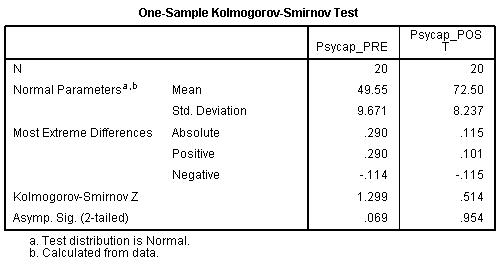 One-Sample Kolmogorov-Smirnov Test
Psycap_PRE Psycap_POS
T
N 20 20
Normal Parameters a,b Mean 49.55 72.50
Std. Deviation 9.671 8.237
Most Extreme Differences Absolute .290 .115
Positive .290 .101
Negative -.114 -.115
Kolmogorov-Smirnov Z 1.299 .514
Asymp. Sig. (2-tailed) .069 .954
a. Test distribution is Normal.
b. Calculated from data.